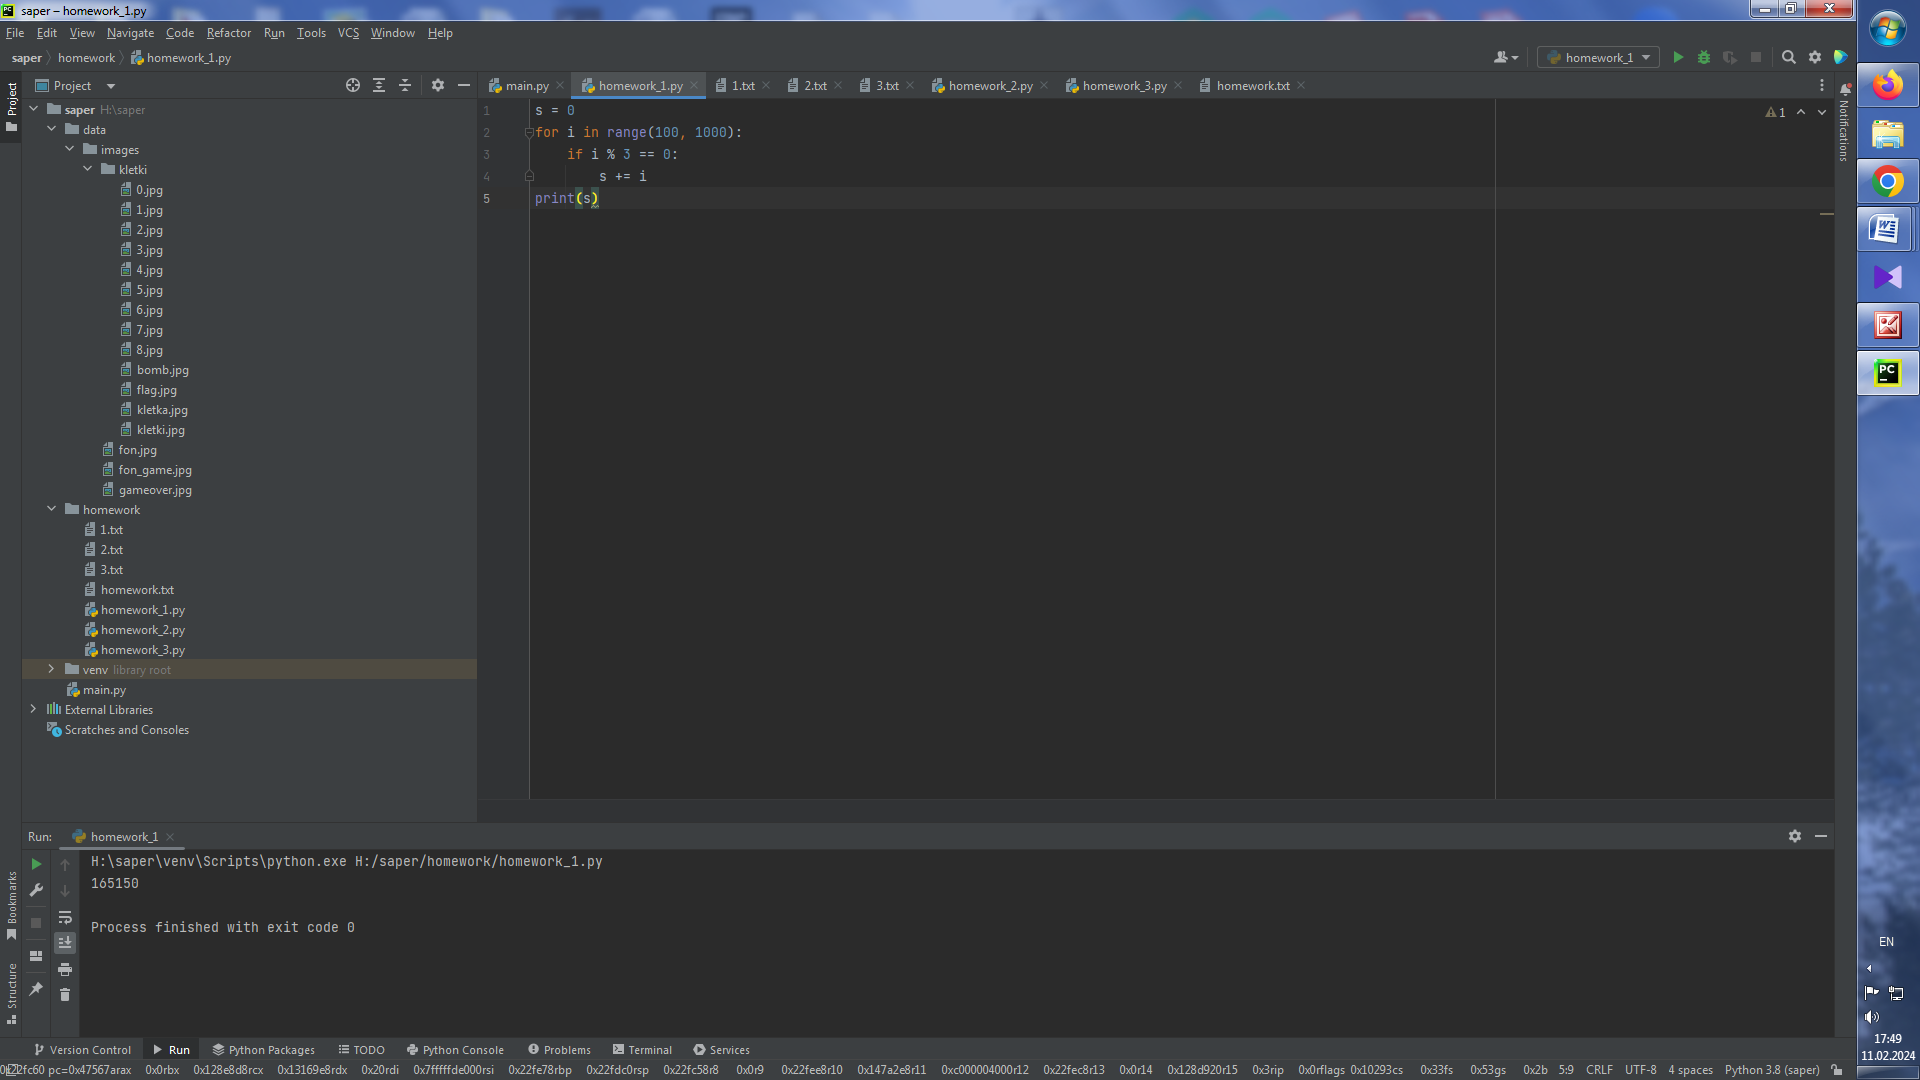 saper – homework_1.py
File Edit View Navigate Code Refactor Run Tools VCS Window Help
saper homework homework_1.py
homework_1
Project
main.py homework_1.py 1.txt 2.txt 3.txt homework_2.py homework_3.py homework.txt
Project
Notifications
saper H:\saper
data
images
kletki
0.jpg
1.jpg
2.jpg
3.jpg
4.jpg
5.jpg
6.jpg
7.jpg
8.jpg
bomb.jpg
flag.jpg
kletka.jpg
kletki.jpg
fon.jpg
fon_game.jpg
gameover.jpg
homework
1.txt
2.txt
3.txt
homework.txt
homework_1.py
homework_2.py
homework_3.py
venv library root
main.py
External Libraries
Scratches and Consoles
1 s = 0
2 for i in range(100, 1000):
3 if i % 3 == 0:
4 s += i
5 print(s)
1
Run: homework_1
H:\saper\venv\Scripts\python.exe H:/saper/homework/homework_1.py
165150
Process finished with exit code 0
Bookmarks
Structure
Version Control Run Python Packages TODO Python Console Problems Terminal Services
pc=0x47567arax 0x0rbx 0x128e8d8rcx 0x13169e8rdx 0x20rdi 0x7fffffde000rsi 0x22fe78rbp 0x22fdc0rsp 0x22fc58r8 0x0r9 0x22fee8r10 0x147a2e8r11 0xc000004000r12 0x22fec8r13 0x0r14 0x128d920r15 0x3rip 0x0rflags 0x10293cs 0x33fs 0x53gs 0x2b 5:9 CRLF UTF-8 4 spaces Python 3.8 (saper)
PC
EN
17:49
11.02.2024